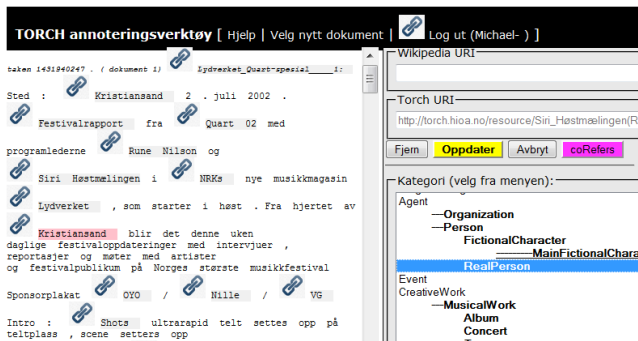 TORCH annoteringsverktøy [ Hjelp | Velg nytt dokument | Log ut (Michael- ) ]
taken 1431940247 . ( dokument 1) Lydverket_Quart-spesial____1:
Sted : Kristiansand 2 . juli 2002 .
Festivalrapport fra Quart 02 med
programlederne Rune Nilson og
Siri Høstmælingen i NRKs nye musikkmagasin
Lydverket , som starter i høst . Fra hjertet av
Kristiansand blir det denne uken
daglige festivaloppdateringer med intervjuer ,
reportasjer og møter med artister
og festivalpublikum på Norges største musikkfestival
Sponsorplakat OYO / Nille / VG
Intro : Shots ultrarapid telt settes opp på
teltplass , scene setters opp
Wikipedia URI
Torch URI
http://torch.hioa.no/resource/Siri_Høstmælingen(R
Fjern Oppdater Avbryt coRefers
Kategori (velg fra menyen):
Agent
—Organization
—Person
FictionalCharacter
———MainFictionalChara
RealPerson
Event
CreativeWork
—MusicalWork
Album
Concert